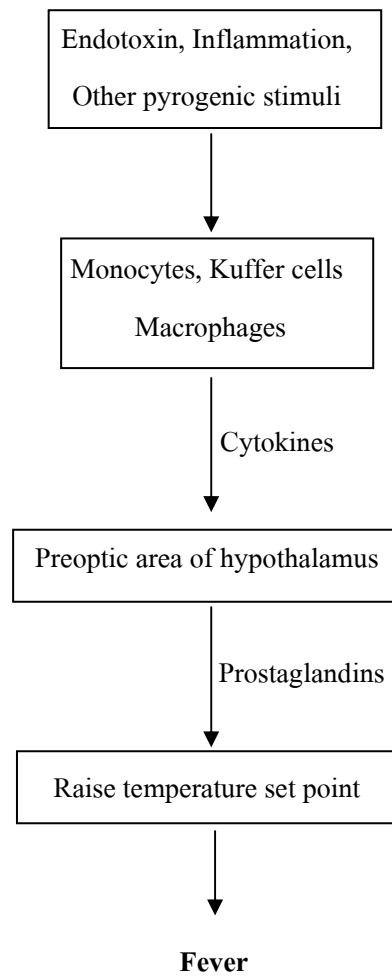 Endotoxin, Inflammation,
Other pyrogenic stimuli
Monocytes, Kuffer cells
Macrophages
Cytokines
Preoptic area of hypothalamus
Prostaglandins
Raise temperature set point
Fever